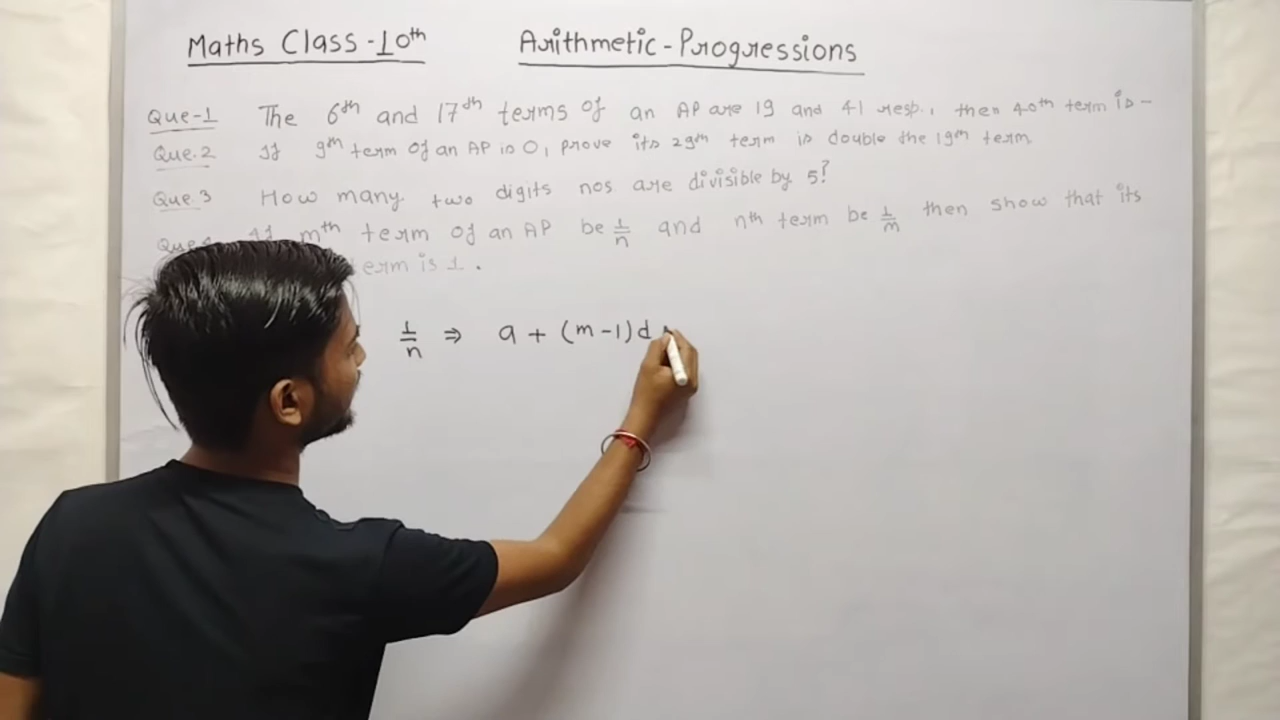 Maths Class-10th Arithmetic-Progressions
Que-1 The 6th and 17th terms of an AP are 19 and 41 resp., then 40th term is-
Que.2 If 9th term of an AP is 0, prove its 29th term is double the 19th term
Que.3 How many two digits nos are divisible by 5?
If mth term of an AP be 1/n and nth term be 1/m then show that its
term is 1.
1/n ⇒ a + (m-1)d